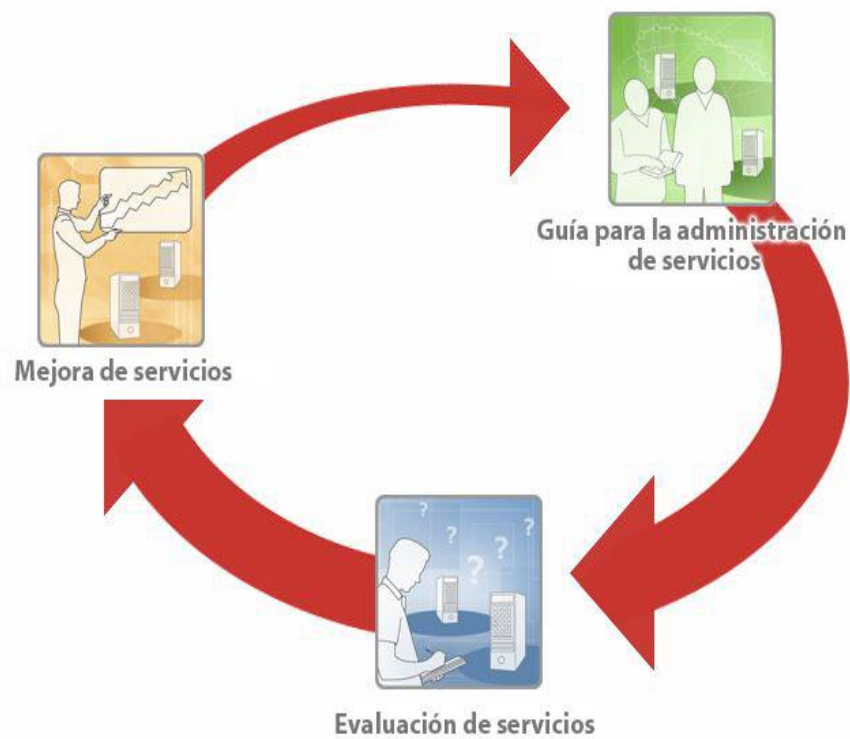 Guía para la administración
de servicios
Mejora de servicios
? ? ? ?
Evaluación de servicios